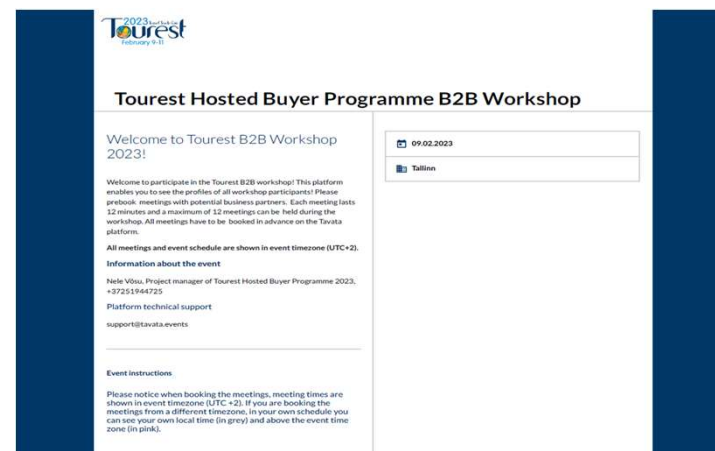 2023
Tourest
February 9-11
Tourest Hosted Buyer Programme B2B Workshop
Welcome to Tourest B2B Workshop
2023!
Welcome to participate in the Tourest B2B workshop! This platform
enables you to see the profiles of all workshop participants! Please
prebook meetings with potential business partners. Each meeting lasts
12 minutes and a maximum of 12 meetings can be held during the
workshop. All meetings have to be booked in advance on the Tavata
platform.
All meetings and event schedule are shown in event timezone (UTC+2).
Information about the event
Nele Võsu, Project manager of Tourest Hosted Buyer Programme 2023,
+37251944725
Platform technical support
support@tavata.events
Event instructions
Please notice when booking the meetings, meeting times are
shown in event timezone (UTC +2). If you are booking the
meetings from a different timezone, in your own schedule you
can see your own local time (in grey) and above the event time
zone (in pink).
09.02.2023
Tallinn